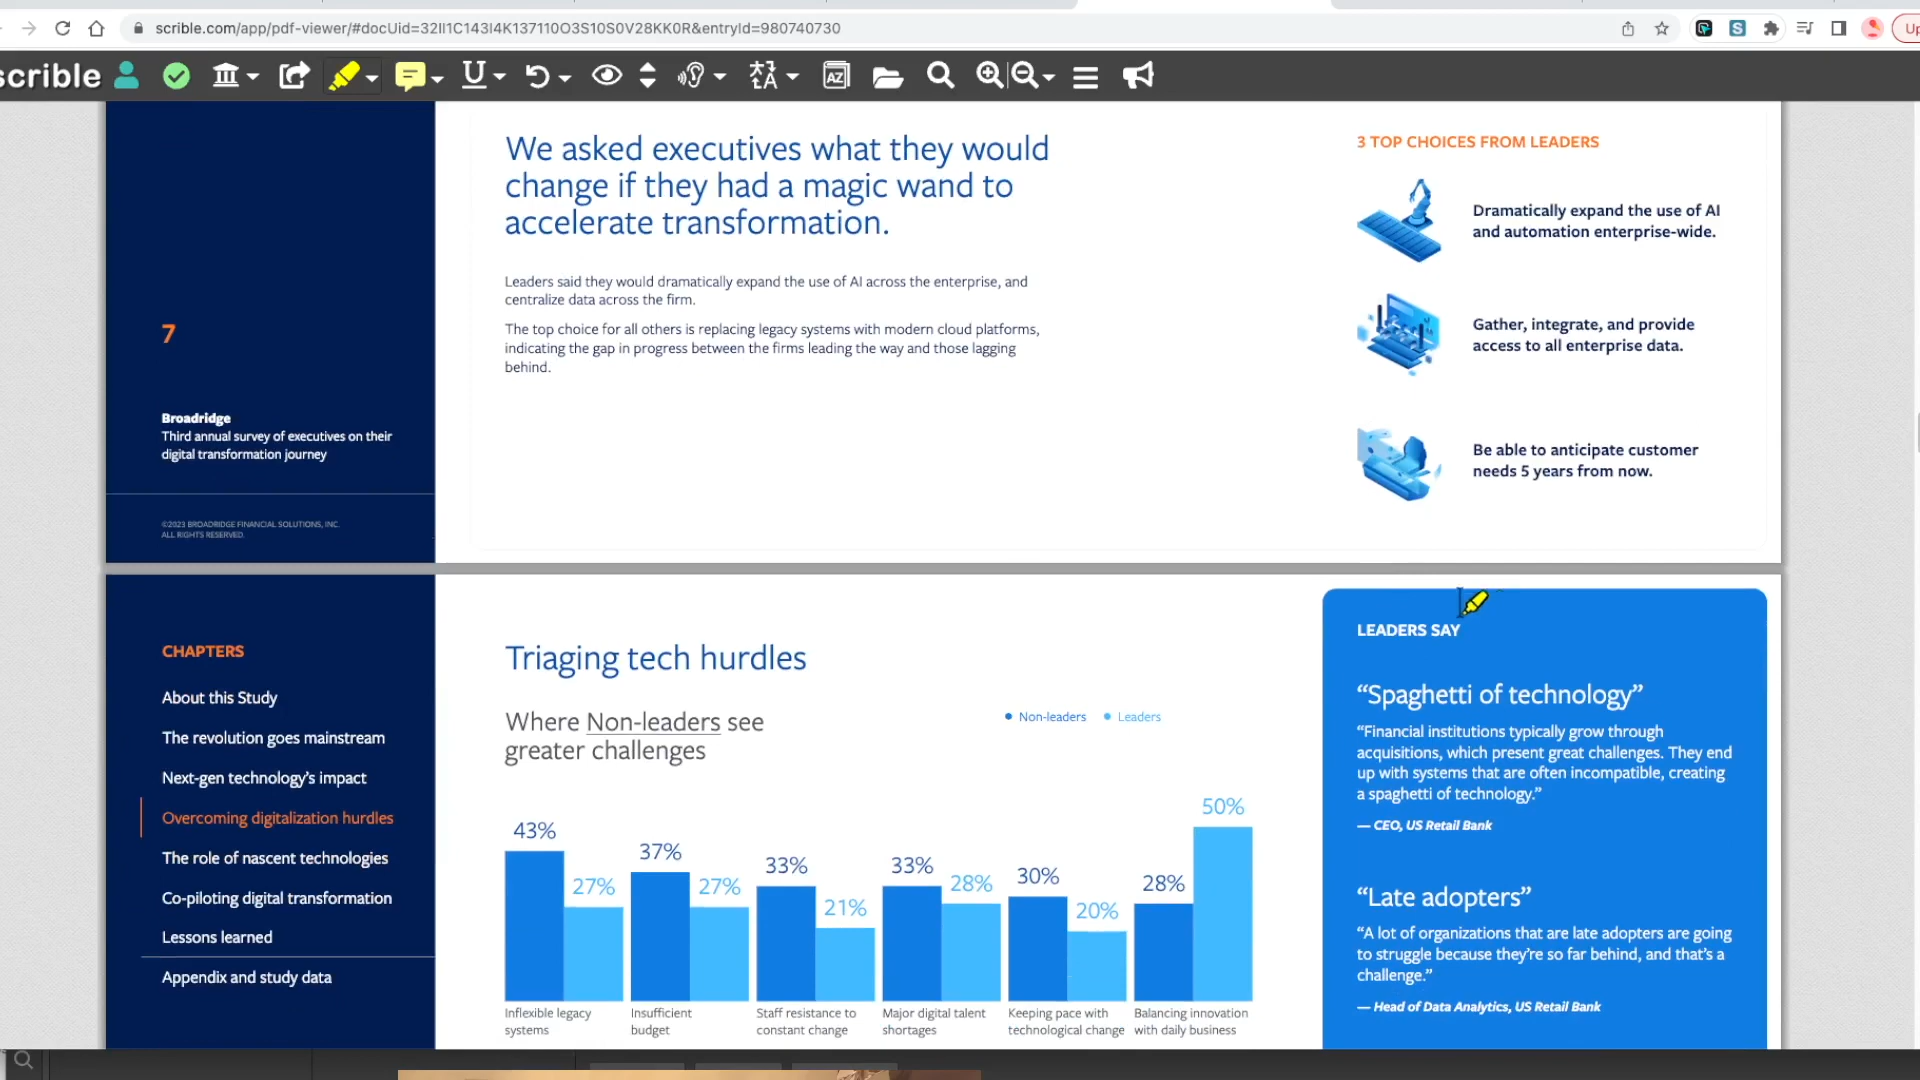 scrible.com/app/pdf-viewer/#docUid=32II1C143I4K137110O3S10S0V28KK0R&entryId=980740730
Up
scrible
We asked executives what they would
change if they had a magic wand to
accelerate transformation.
Leaders said they would dramatically expand the use of AI across the enterprise, and
centralize data across the firm.
The top choice for all others is replacing legacy systems with modern cloud platforms,
indicating the gap in progress between the firms leading the way and those lagging
behind.
3 TOP CHOICES FROM LEADERS
Dramatically expand the use of AI
and automation enterprise-wide.
Gather, integrate, and provide
access to all enterprise data.
Be able to anticipate customer
needs 5 years from now.
7
Broadridge
Third annual survey of executives on their
digital transformation journey
©2023 BROADRIDGE FINANCIAL SOLUTIONS, INC.
ALL RIGHTS RESERVED.
CHAPTERS
About this Study
The revolution goes mainstream
Next-gen technology’s impact
Overcoming digitalization hurdles
The role of nascent technologies
Co-piloting digital transformation
Lessons learned
Appendix and study data
Triaging tech hurdles
Where Non-leaders see
greater challenges
Non-leaders Leaders
43% 27% 37% 27% 33% 21% 33% 28% 30% 20% 28% 50%
Inflexible legacy
systems
Insufficient
budget
Staff resistance to
constant change
Major digital talent
shortages
Keeping pace with
technological change
Balancing innovation
with daily business
LEADERS SAY
“Spaghetti of technology”
“Financial institutions typically grow through
acquisitions, which present great challenges. They end
up with systems that are often incompatible, creating
a spaghetti of technology.”
— CEO, US Retail Bank
“Late adopters”
“A lot of organizations that are late adopters are going
to struggle because they’re so far behind, and that’s a
challenge.”
— Head of Data Analytics, US Retail Bank